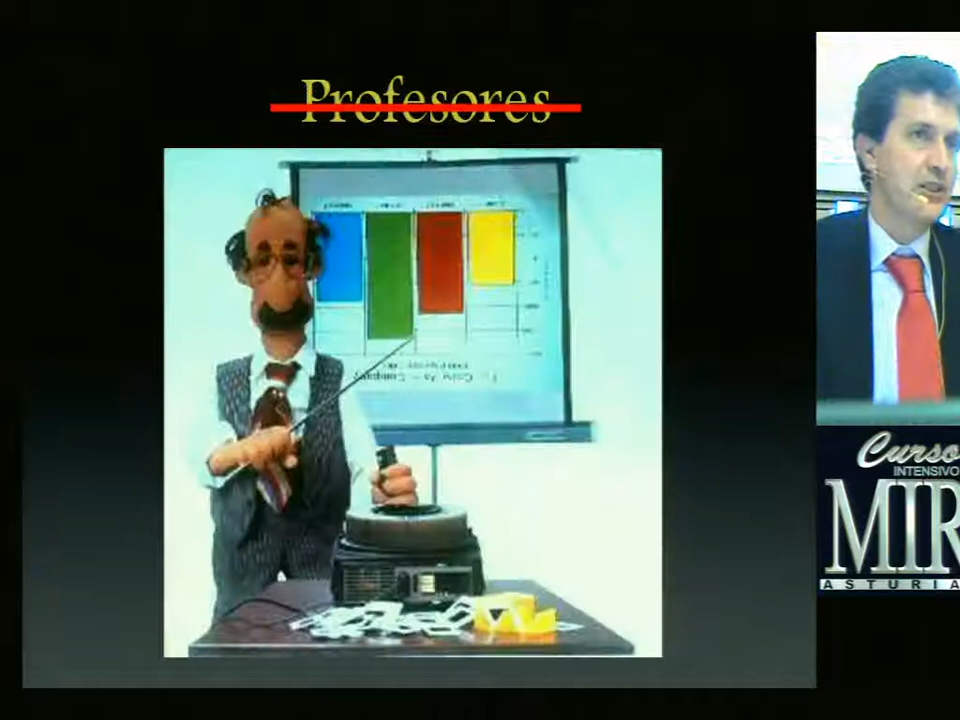 Profesores
Curso
INTENSIVO
MIR
ASTURIA